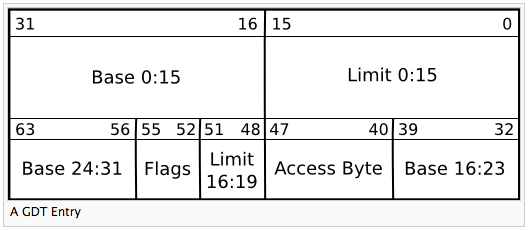 31 16 15 0
Base 0:15 Limit 0:15
63 56 55 52 51 48 47 40 39 32
Base 24:31 Flags Limit 16:19 Access Byte Base 16:23
A GDT Entry